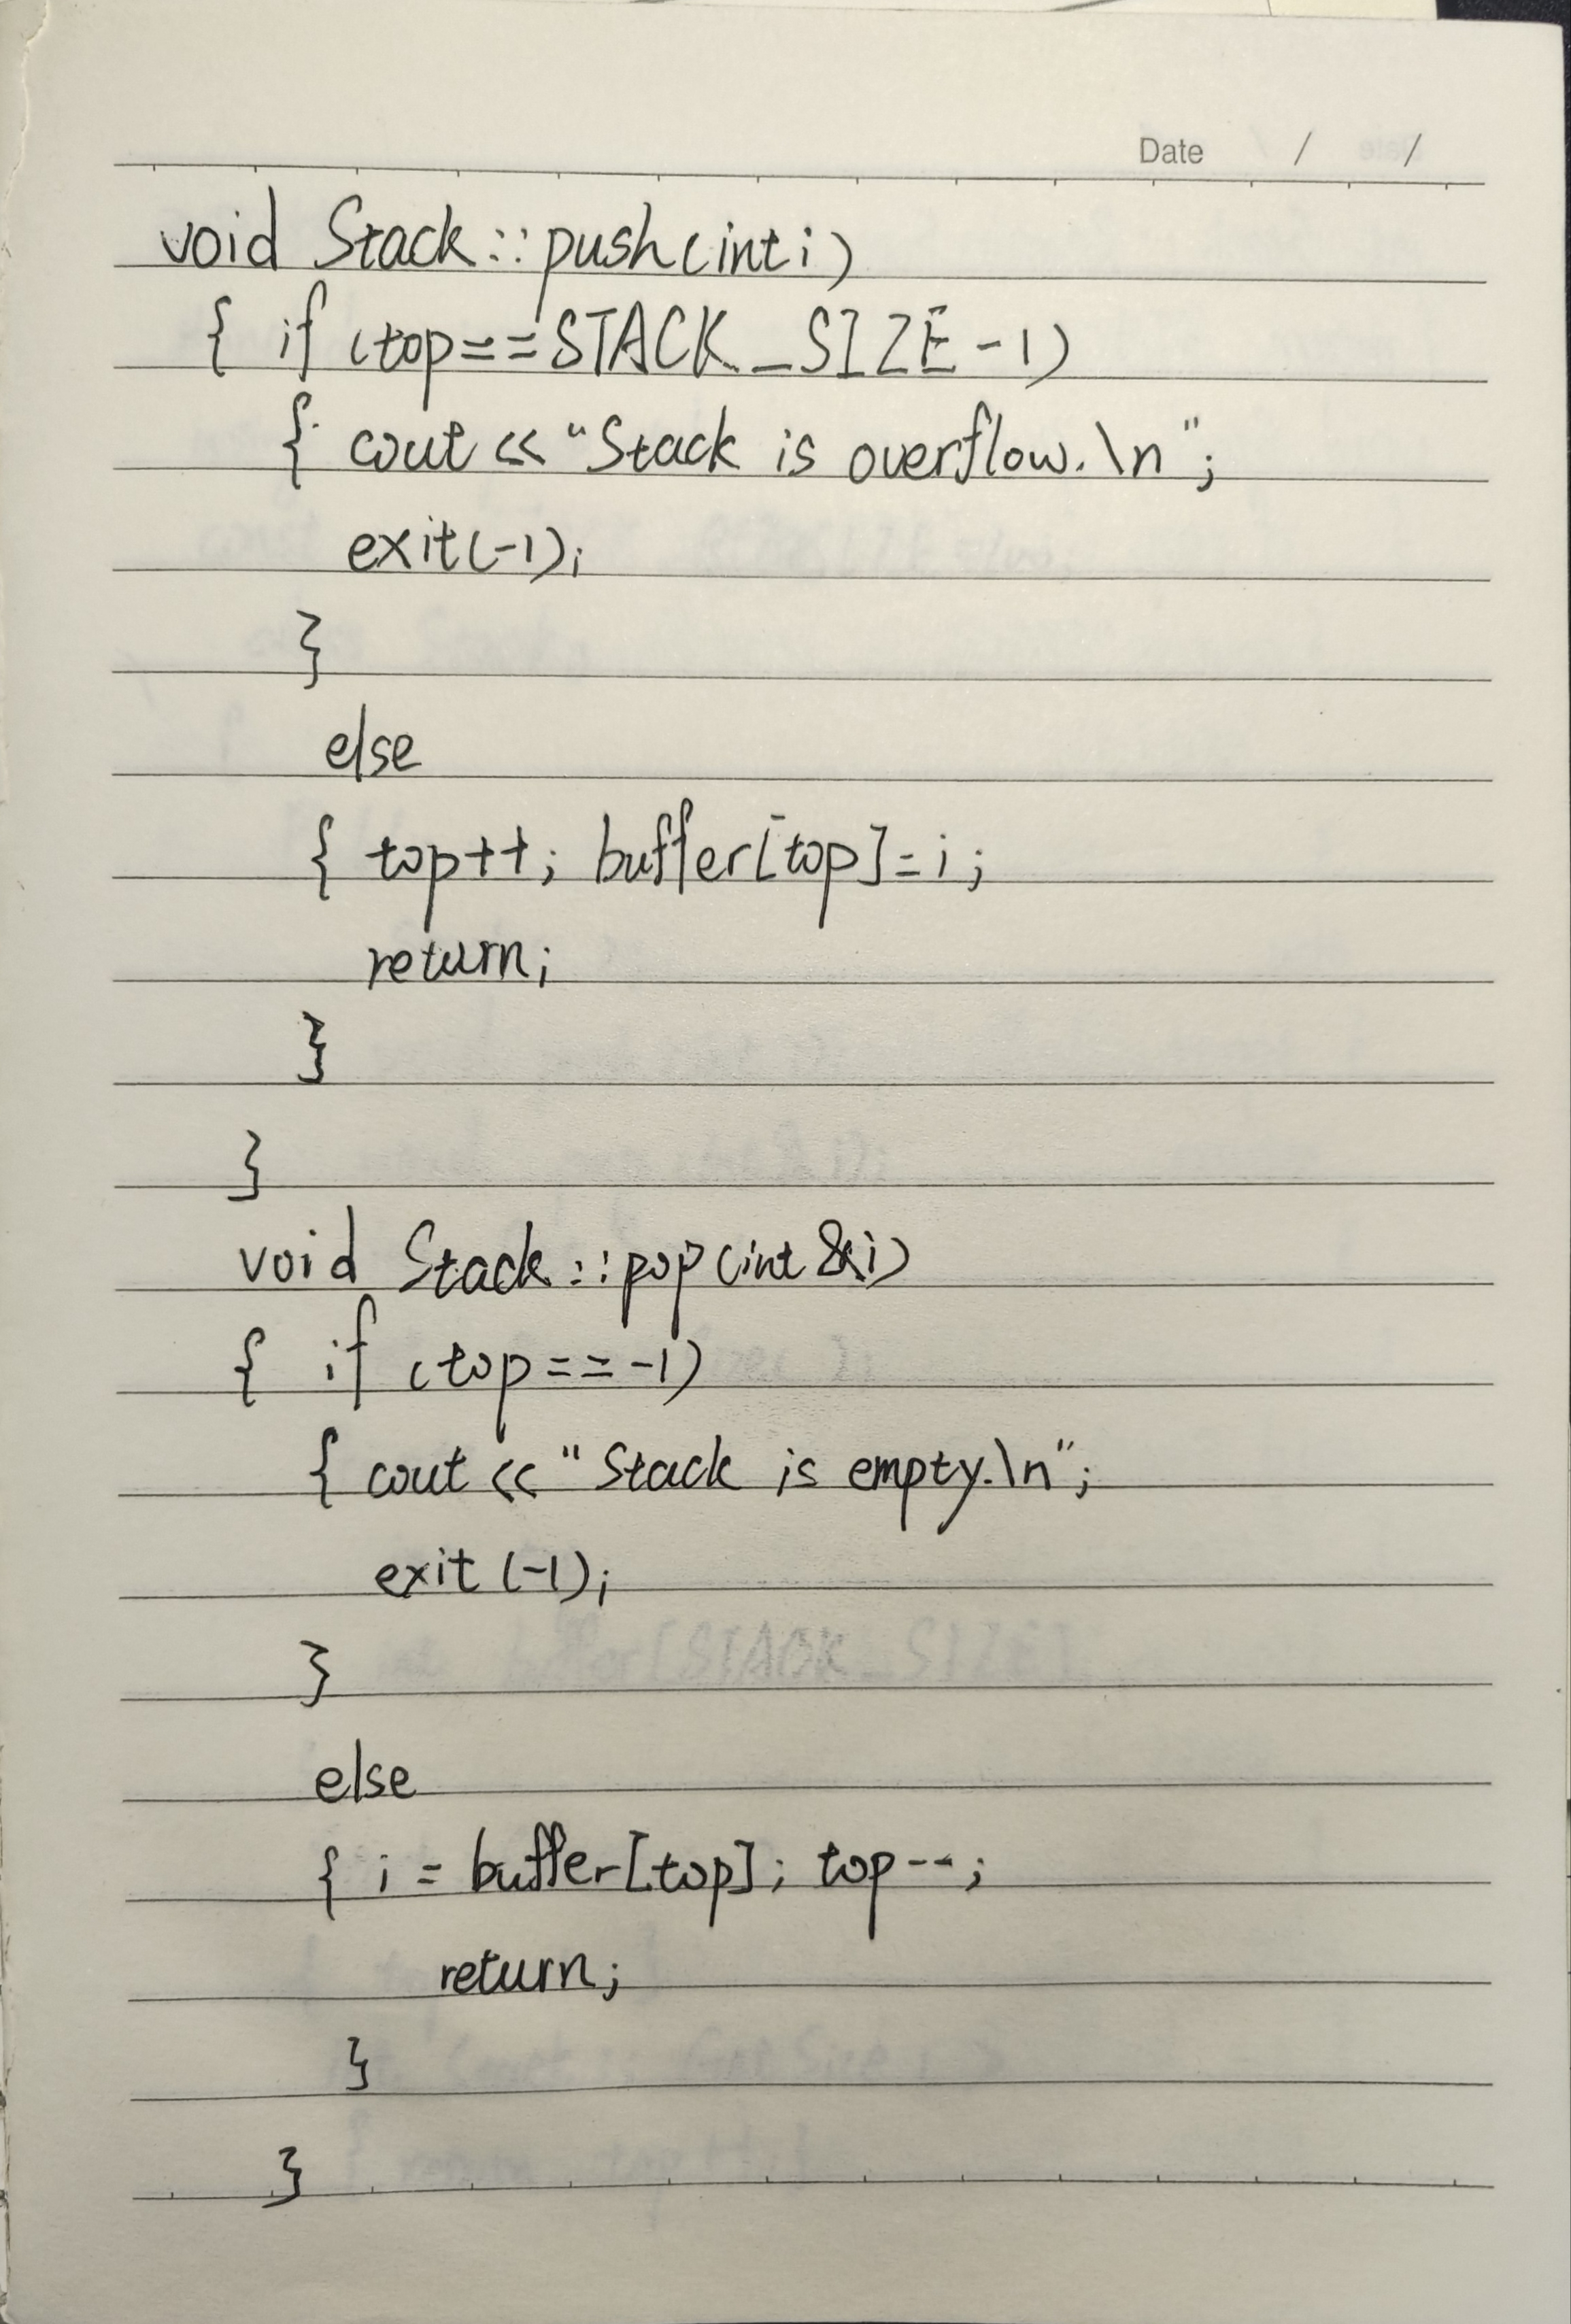 Date / /
void Stack::push(int i)
{ if (top==STACK_SIZE-1)
{ cout << "Stack is overflow.\n";
exit(-1);
}
else
{ top++; buffer[top]=i;
return;
}
}
void Stack::pop(int &i)
{ if (top==-1)
{ cout << "Stack is empty.\n";
exit (-1);
}
else
{ i = buffer[top]; top--;
return;
}
}